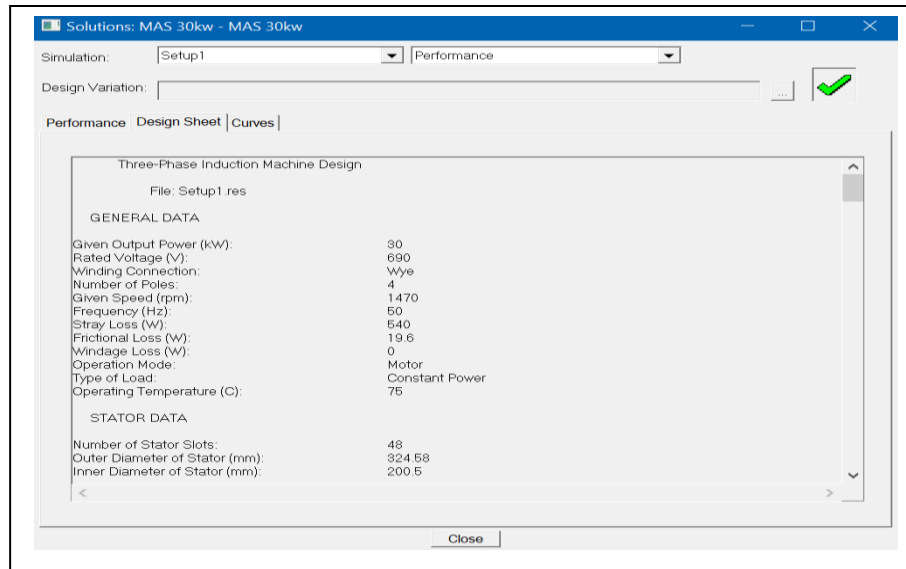 Solutions: MAS 30kw - MAS 30kw
Simulation: Setup1 Performance
Design Variation: ...
Performance Design Sheet Curves
Three-Phase Induction Machine Design
File: Setup1.res
GENERAL DATA
Given Output Power (kW): 30
Rated Voltage (V): 690
Winding Connection: Wye
Number of Poles: 4
Given Speed (rpm): 1470
Frequency (Hz): 50
Stray Loss (W): 540
Frictional Loss (W): 19.6
Windage Loss (W): 0
Operation Mode: Motor
Type of Load: Constant Power
Operating Temperature (C): 75
STATOR DATA
Number of Stator Slots: 48
Outer Diameter of Stator (mm): 324.58
Inner Diameter of Stator (mm): 200.5
Close